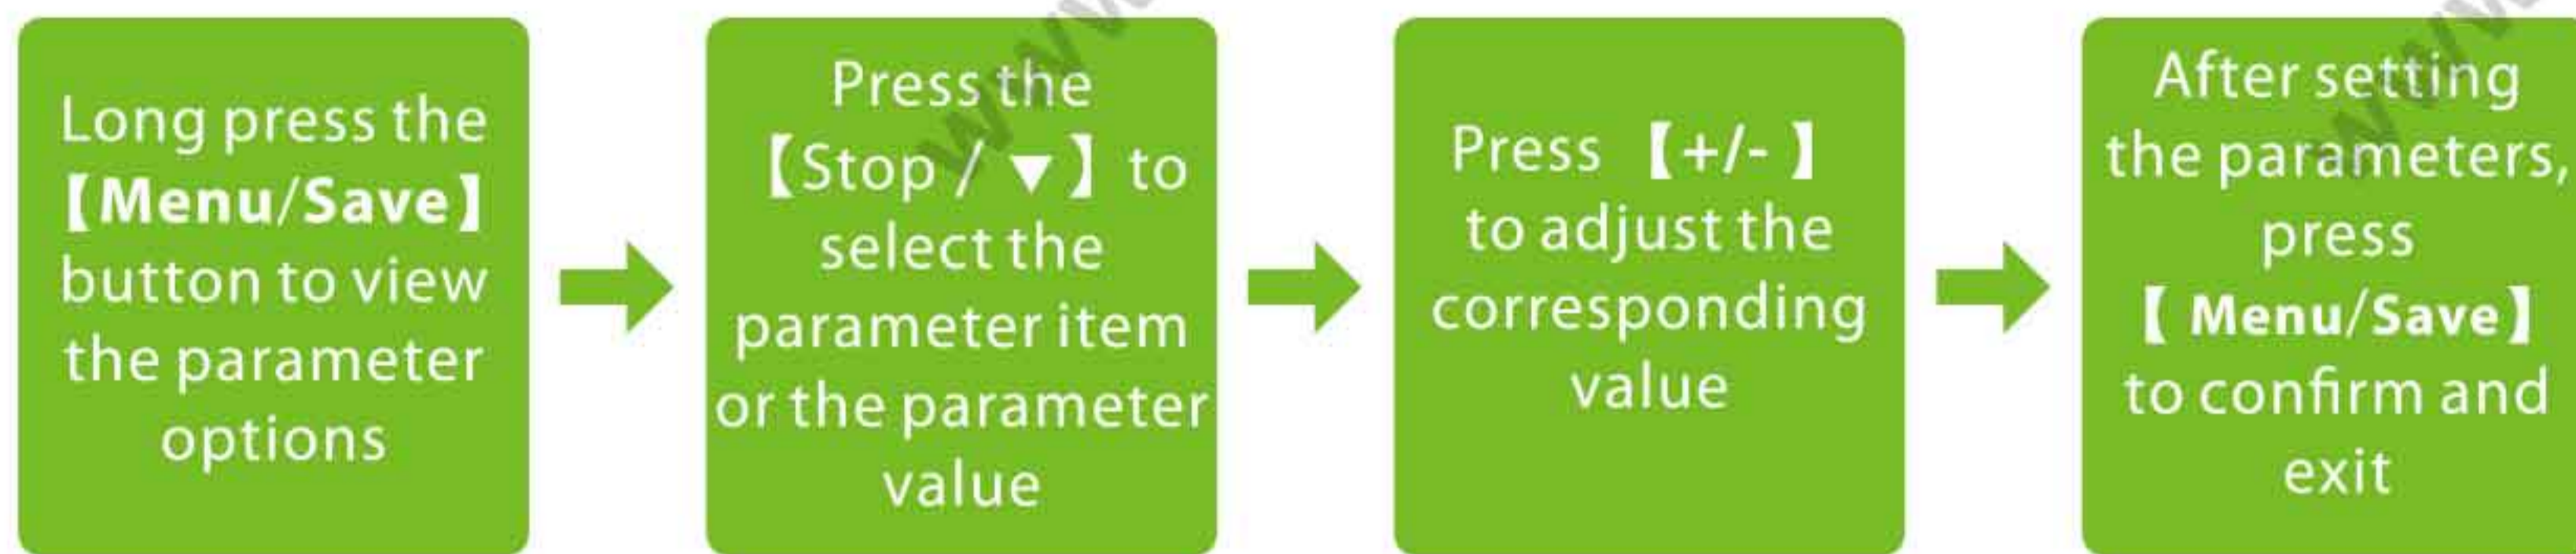 Long press the
【Menu/Save】
button to view
the parameter
options
Press the
【Stop / ▼】 to
select the
parameter item
or the parameter
value
Press 【+/- 】
to adjust the
corresponding
value
After setting
the parameters,
press
【 Menu/Save】
to confirm and
exit